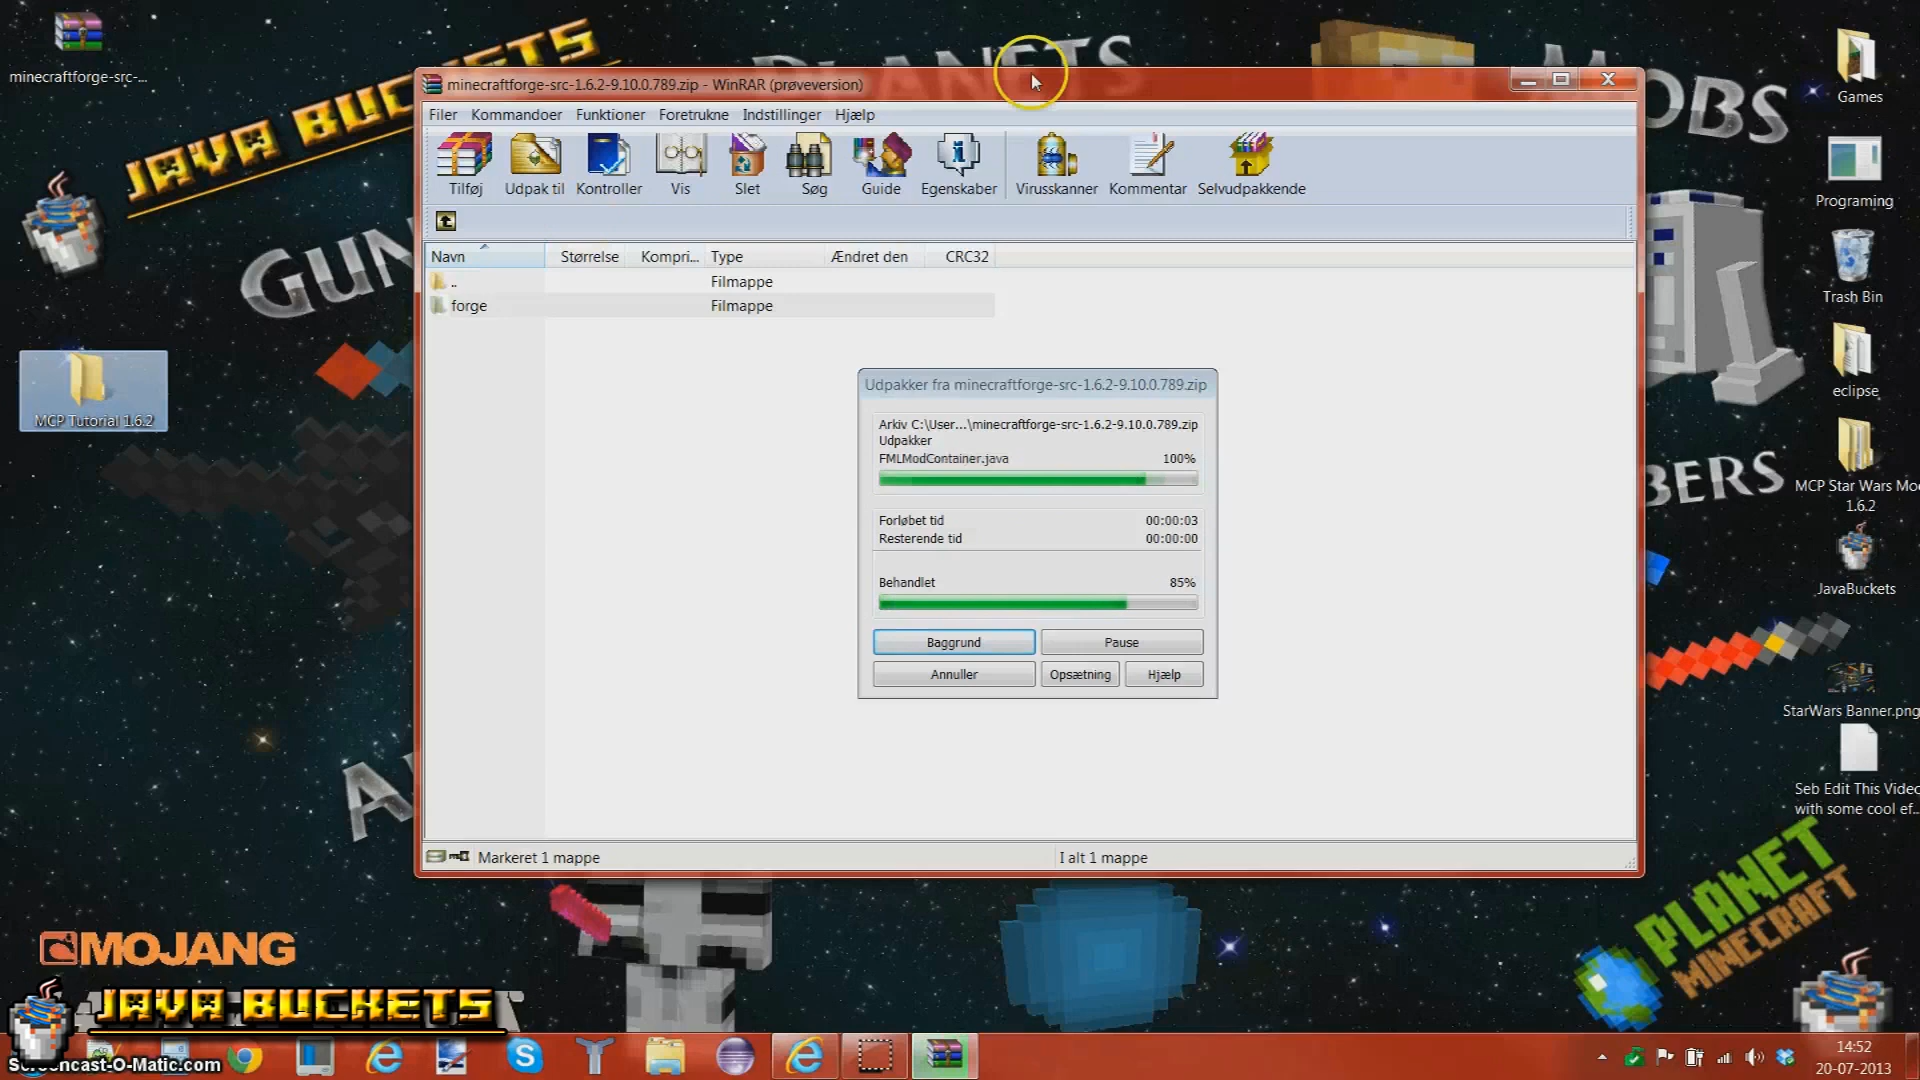 minecraftforge-src-...
JAVA BUCKETS
PLANETS
MOBS
GUN
BERS
minecraftforge-src-1.6.2-9.10.0.789.zip - WinRAR (prøveversion)
Filer Kommandoer Funktioner Foretrukne Indstillinger Hjælp
Tilføj Udpak til Kontroller Vis Slet Søg Guide Egenskaber Virusskanner Kommentar Selvudpakkende
Navn Størrelse Kompri... Type Ændret den CRC32
.. Filmappe
forge Filmappe
Udpakker fra minecraftforge-src-1.6.2-9.10.0.789.zip
Arkiv C:\User...\minecraftforge-src-1.6.2-9.10.0.789.zip
Udpakker
FMLModContainer.java 100%
Forløbet tid 00:00:03
Resterende tid 00:00:00
Behandlet 85%
Baggrund Pause
Annuller Opsætning Hjælp
Markeret 1 mappe I alt 1 mappe
MCP Tutorial 1.6.2
Games
Programing
Trash Bin
eclipse
MCP Star Wars Mo
1.6.2
JavaBuckets
StarWars Banner.png
Seb Edit This Video
with some cool ef...
PLANET
MINECRAFT
MOJANG
JAVA BUCKETS
Screencast-O-Matic.com
14:52
20-07-2013